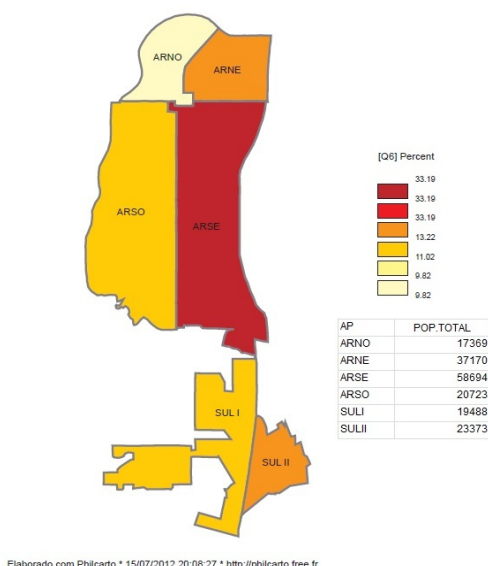 ARNO
ARNE
ARSO
ARSE
SUL I
SUL II
[Q6] Percent
33.19
33.19
33.19
13.22
11.02
9.82
9.82
AP POP.TOTAL
ARNO 17369
ARNE 37170
ARSE 58694
ARSO 20723
SULI 19488
SULII 23373
Elaborado com Philcarto * 15/07/2012 20:08:27 * http://philcarto.free.fr